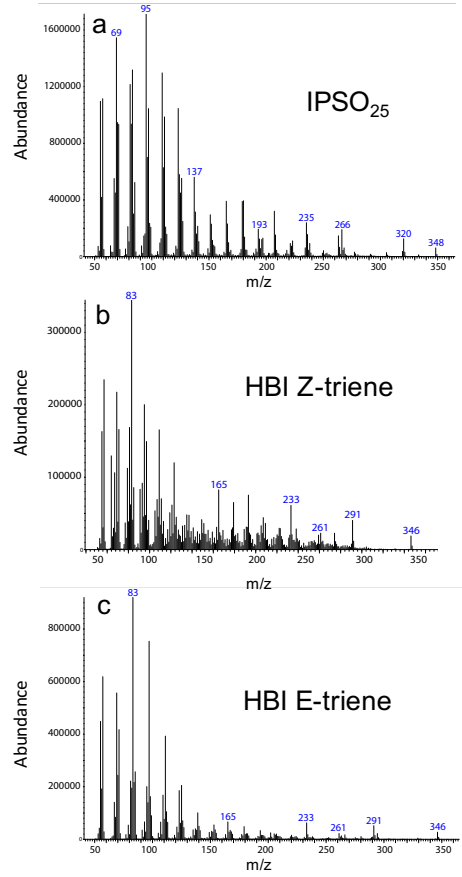 a
95
69
1600000
IPSO25
1200000
Abundance
800000
137
400000
193
235
266
320
348
0
50 100 150 200 250 300 350
m/z
b
83
300000
HBI Z-triene
200000
Abundance
100000
165
233
261
291
346
0
50 100 150 200 250 300 350
m/z
c
83
800000
HBI E-triene
600000
Abundance
400000
200000
165
233
261
291
346
0
50 100 150 200 250 300 350
m/z